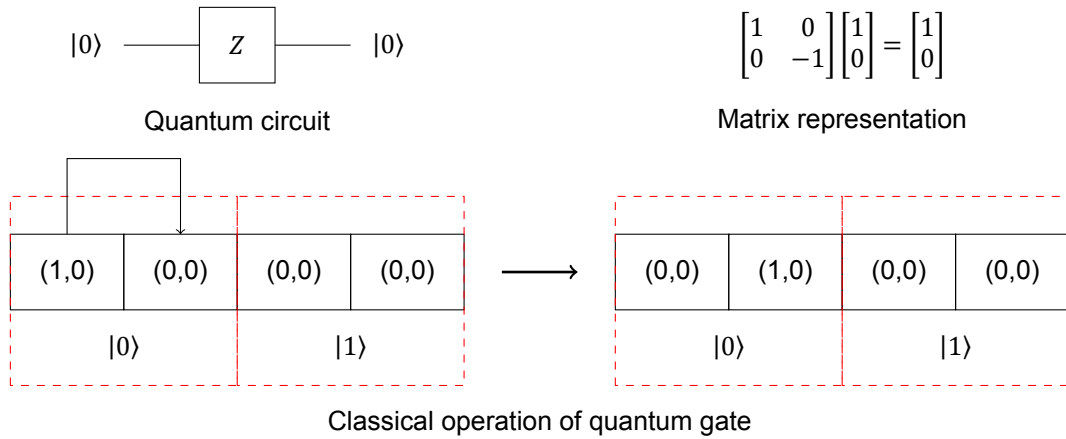 |0⟩ Z |0⟩
[1 0; 0 −1] [1; 0] = [1; 0]
Quantum circuit
Matrix representation
(1,0) (0,0) (0,0) (0,0)
|0⟩ |1⟩
(0,0) (1,0) (0,0) (0,0)
|0⟩ |1⟩
Classical operation of quantum gate